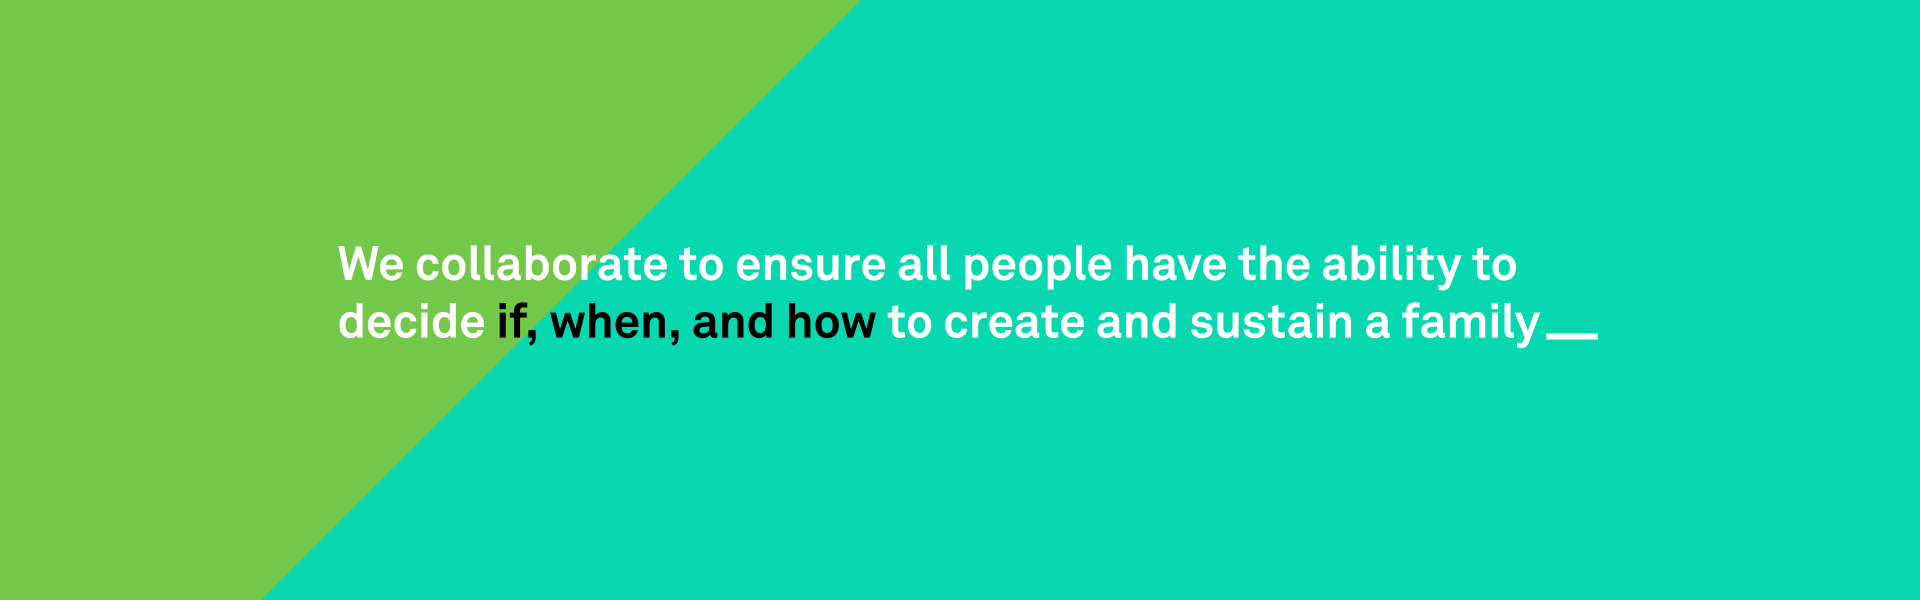 We collaborate to ensure all people have the ability to
decide if, when, and how to create and sustain a family